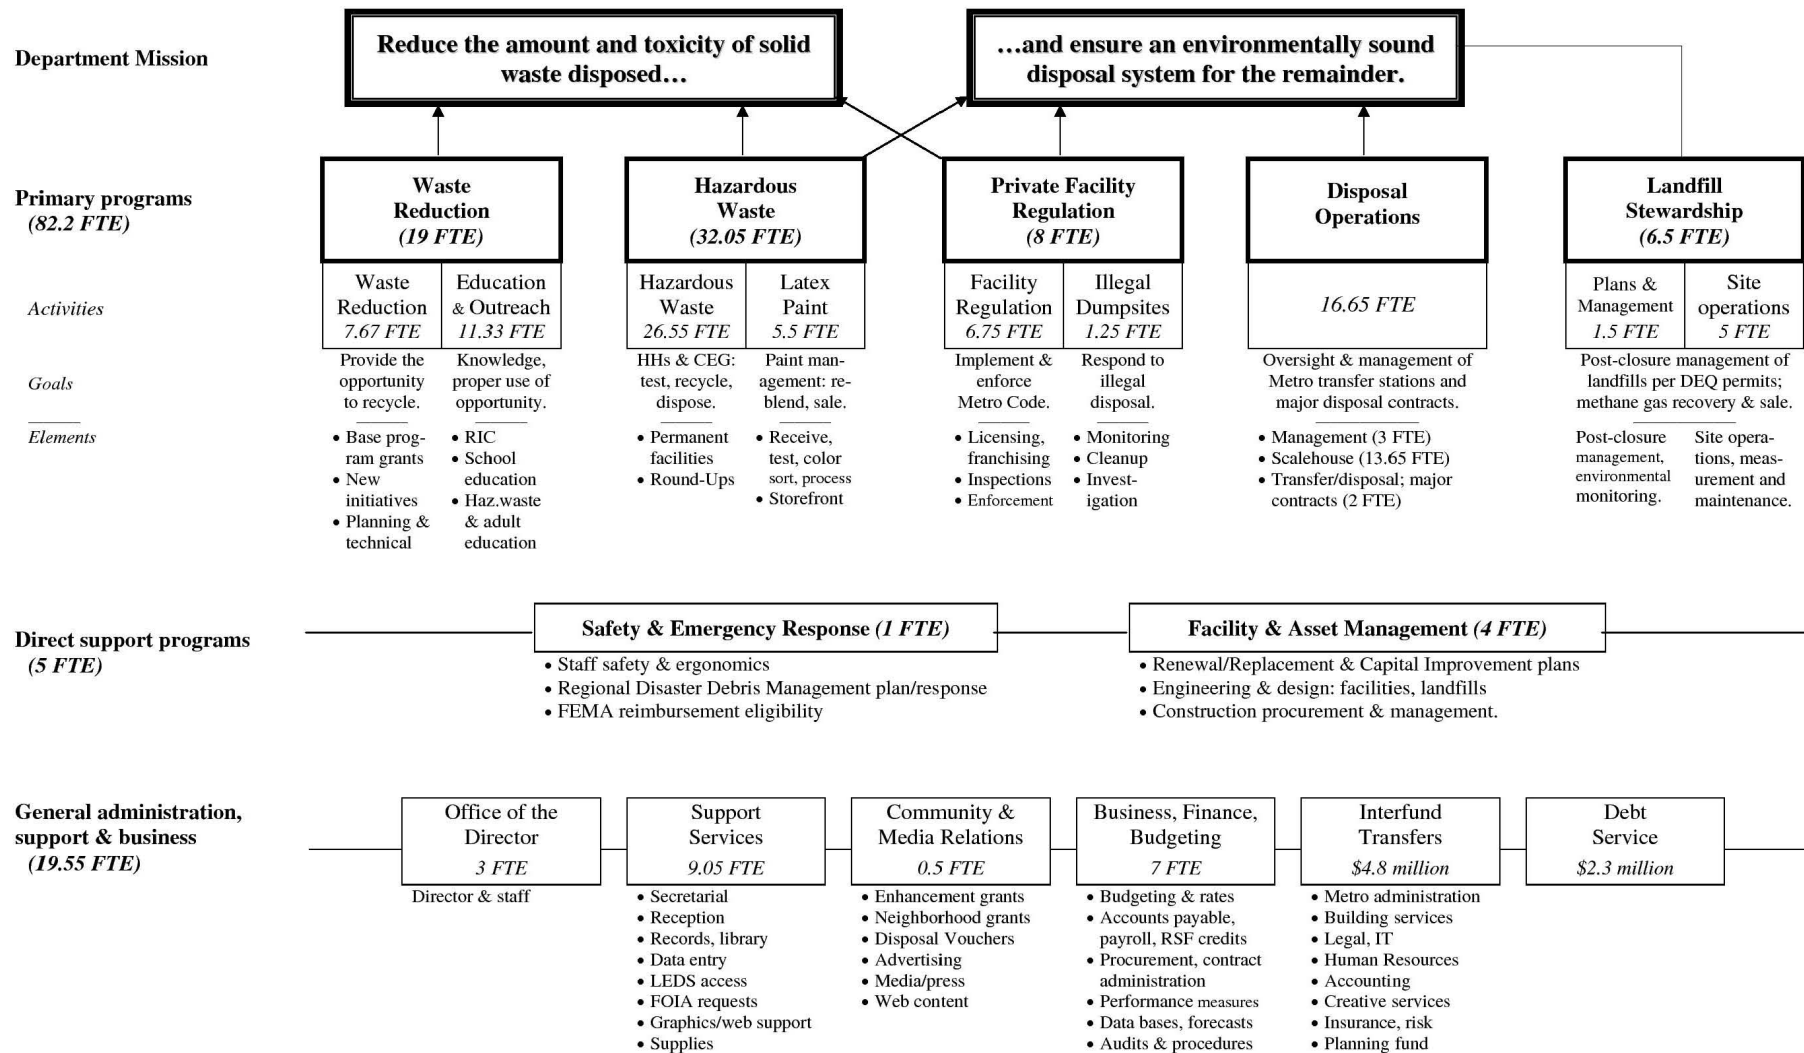 Department Mission
Reduce the amount and toxicity of solid
waste disposed…
…and ensure an environmentally sound
disposal system for the remainder.
Primary programs
(82.2 FTE)
Waste
Reduction
(19 FTE)
Hazardous
Waste
(32.05 FTE)
Private Facility
Regulation
(8 FTE)
Disposal
Operations
Landfill
Stewardship
(6.5 FTE)
Activities
Waste
Reduction
7.67 FTE
Education
& Outreach
11.33 FTE
Hazardous
Waste
26.55 FTE
Latex
Paint
5.5 FTE
Facility
Regulation
6.75 FTE
Illegal
Dumpsites
1.25 FTE
16.65 FTE
Plans &
Management
1.5 FTE
Site
operations
5 FTE
Goals
Provide the
opportunity
to recycle.
Knowledge,
proper use of
opportunity.
HHs & CEG:
test, recycle,
dispose.
Paint man-
agement: re-
blend, sale.
Implement &
enforce
Metro Code.
Respond to
illegal
disposal.
Oversight & management of
Metro transfer stations and
major disposal contracts.
Post-closure management of
landfills per DEQ permits;
methane gas recovery & sale.
Elements
• Base prog-
ram grants
• New
initiatives
• Planning &
technical
• RIC
• School
education
• Haz.waste
& adult
education
• Permanent
facilities
• Round-Ups
• Receive,
test, color
sort, process
• Storefront
• Licensing,
franchising
• Inspections
• Enforcement
• Monitoring
• Cleanup
• Invest-
igation
• Management (3 FTE)
• Scalehouse (13.65 FTE)
• Transfer/disposal; major
contracts (2 FTE)
Post-closure
management,
environmental
monitoring.
Site opera-
tions, meas-
urement and
maintenance.
Direct support programs
(5 FTE)
Safety & Emergency Response (1 FTE)
• Staff safety & ergonomics
• Regional Disaster Debris Management plan/response
• FEMA reimbursement eligibility
Facility & Asset Management (4 FTE)
• Renewal/Replacement & Capital Improvement plans
• Engineering & design: facilities, landfills
• Construction procurement & management.
General administration,
support & business
(19.55 FTE)
Office of the
Director
3 FTE
Director & staff
Support
Services
9.05 FTE
• Secretarial
• Reception
• Records, library
• Data entry
• LEDS access
• FOIA requests
• Graphics/web support
• Supplies
Community &
Media Relations
0.5 FTE
• Enhancement grants
• Neighborhood grants
• Disposal Vouchers
• Advertising
• Media/press
• Web content
Business, Finance,
Budgeting
7 FTE
• Budgeting & rates
• Accounts payable,
payroll, RSF credits
• Procurement, contract
administration
• Performance measures
• Data bases, forecasts
• Audits & procedures
Interfund
Transfers
$4.8 million
• Metro administration
• Building services
• Legal, IT
• Human Resources
• Accounting
• Creative services
• Insurance, risk
• Planning fund
Debt
Service
$2.3 million